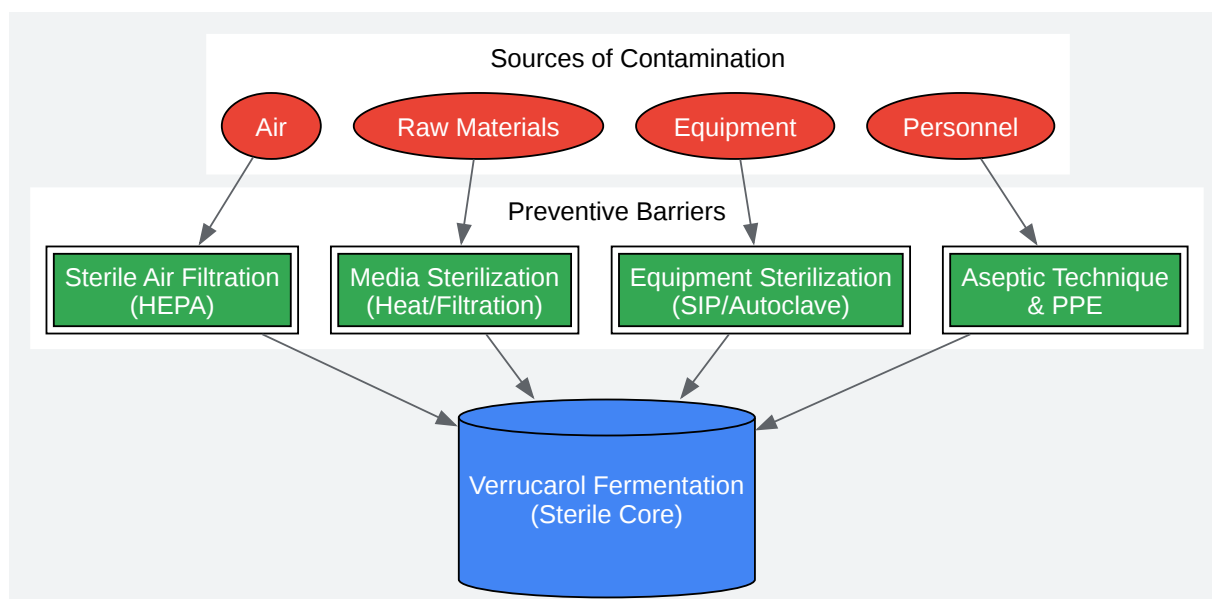 Sources of Contamination
Air
Raw Materials
Equipment
Personnel
Preventive Barriers
Sterile Air Filtration
(HEPA)
Media Sterilization
(Heat/Filtration)
Equipment Sterilization
(SIP/Autoclave)
Aseptic Technique
& PPE
Verrucarol Fermentation
(Sterile Core)